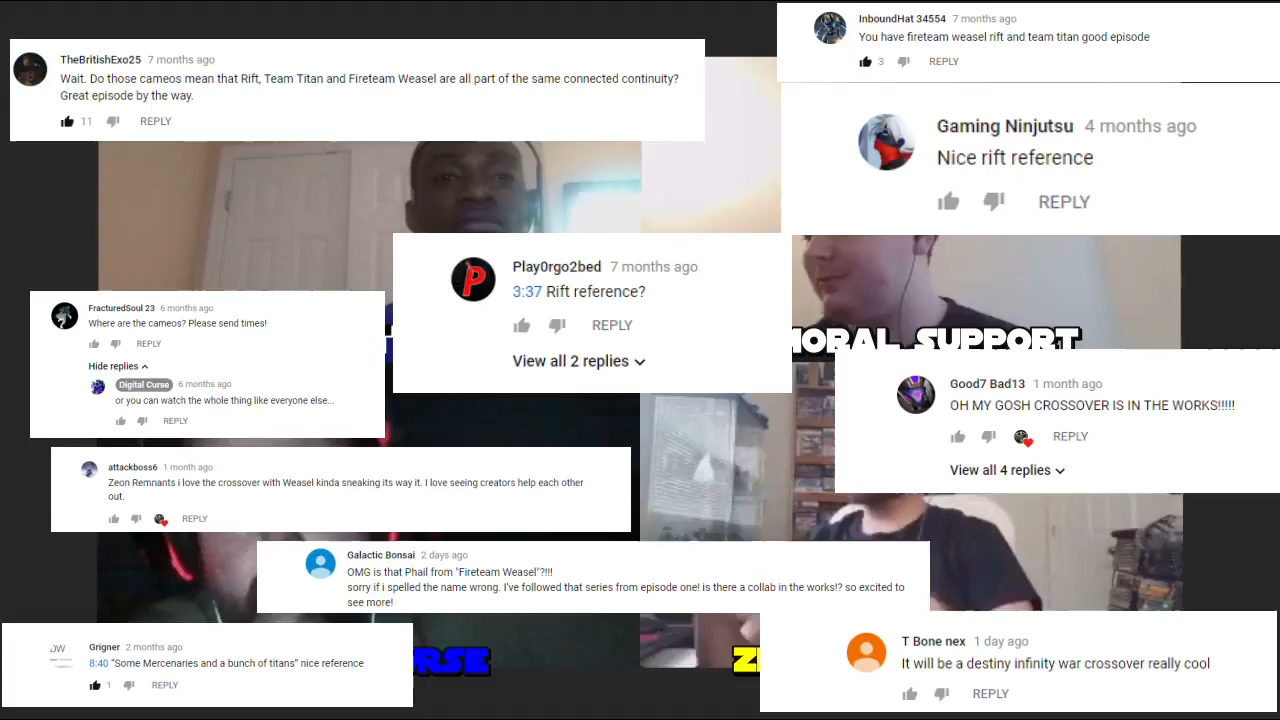 InboundHat 34554 7 months ago
You have fireteam weasel rift and team titan good episode
3 REPLY
TheBritishExo25 7 months ago
Wait. Do those cameos mean that Rift, Team Titan and Fireteam Weasel are all part of the same connected continuity?
Great episode by the way.
11 REPLY
Gaming Ninjutsu 4 months ago
Nice rift reference
REPLY
Play0rgo2bed 7 months ago
3:37 Rift reference?
REPLY
View all 2 replies
FracturedSoul 23 6 months ago
Where are the cameos? Please send times!
REPLY
Hide replies
Digital Curse 6 months ago
or you can watch the whole thing like everyone else...
REPLY
MORAL SUPPORT
Good7 Bad13 1 month ago
OH MY GOSH CROSSOVER IS IN THE WORKS!!!!!
REPLY
View all 4 replies
attackboss6 1 month ago
Zeon Remnants i love the crossover with Weasel kinda sneaking its way it. I love seeing creators help each other
out.
REPLY
Galactic Bonsai 2 days ago
OMG is that Phail from "Fireteam Weasel"?!!!
sorry if i spelled the name wrong. I've followed that series from episode one! is there a collab in the works!? so excited to
see more!
Grigner 2 months ago
8:40 "Some Mercenaries and a bunch of titans" nice reference
1 REPLY
RSE
Z
T Bone nex 1 day ago
It will be a destiny infinity war crossover really cool
REPLY